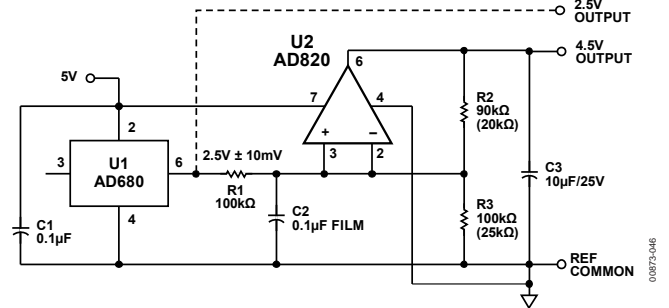 2.5V
OUTPUT
U2
AD820
6
4.5V
OUTPUT
5V
7
4
R2
90kΩ
(20kΩ)
2
+
–
3
U1
AD680
6
2.5V ± 10mV
3
2
R1
100kΩ
C3
10µF/25V
4
C1
0.1µF
C2
0.1µF FILM
R3
100kΩ
(25kΩ)
REF
COMMON
00873-046